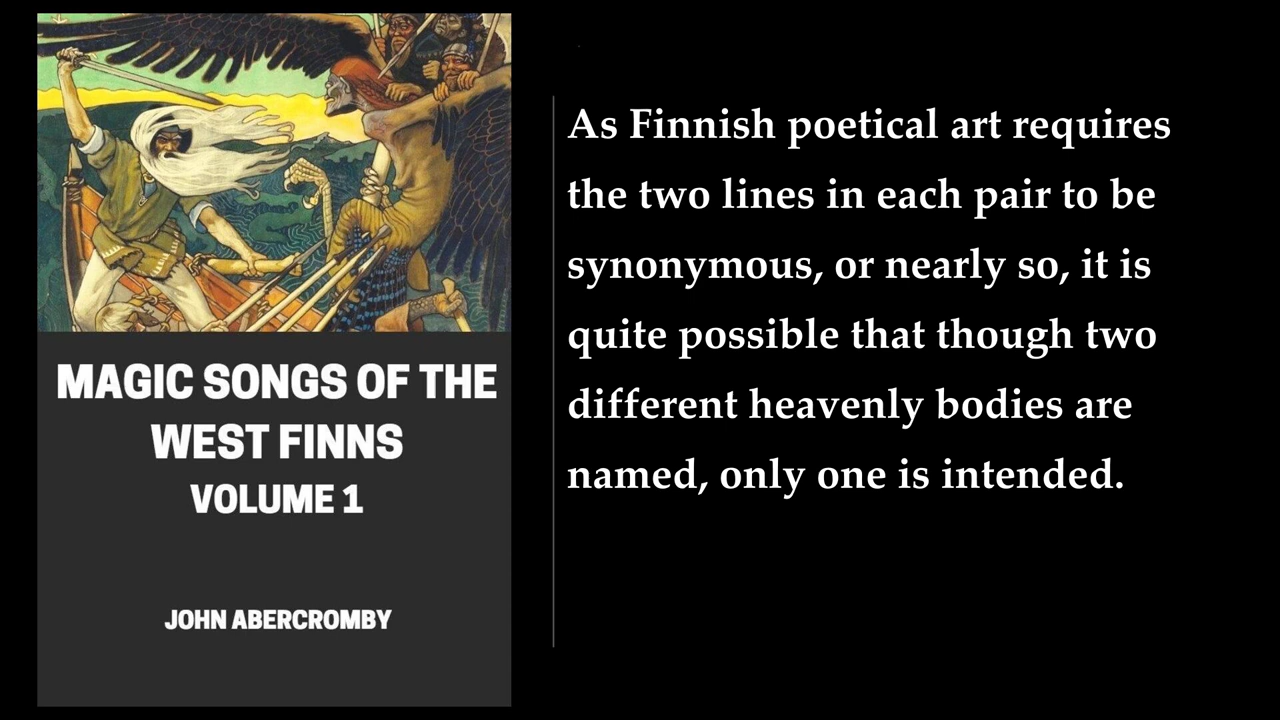 MAGIC SONGS OF THE
WEST FINNS
VOLUME 1
JOHN ABERCROMBY
As Finnish poetical art requires
the two lines in each pair to be
synonymous, or nearly so, it is
quite possible that though two
different heavenly bodies are
named, only one is intended.